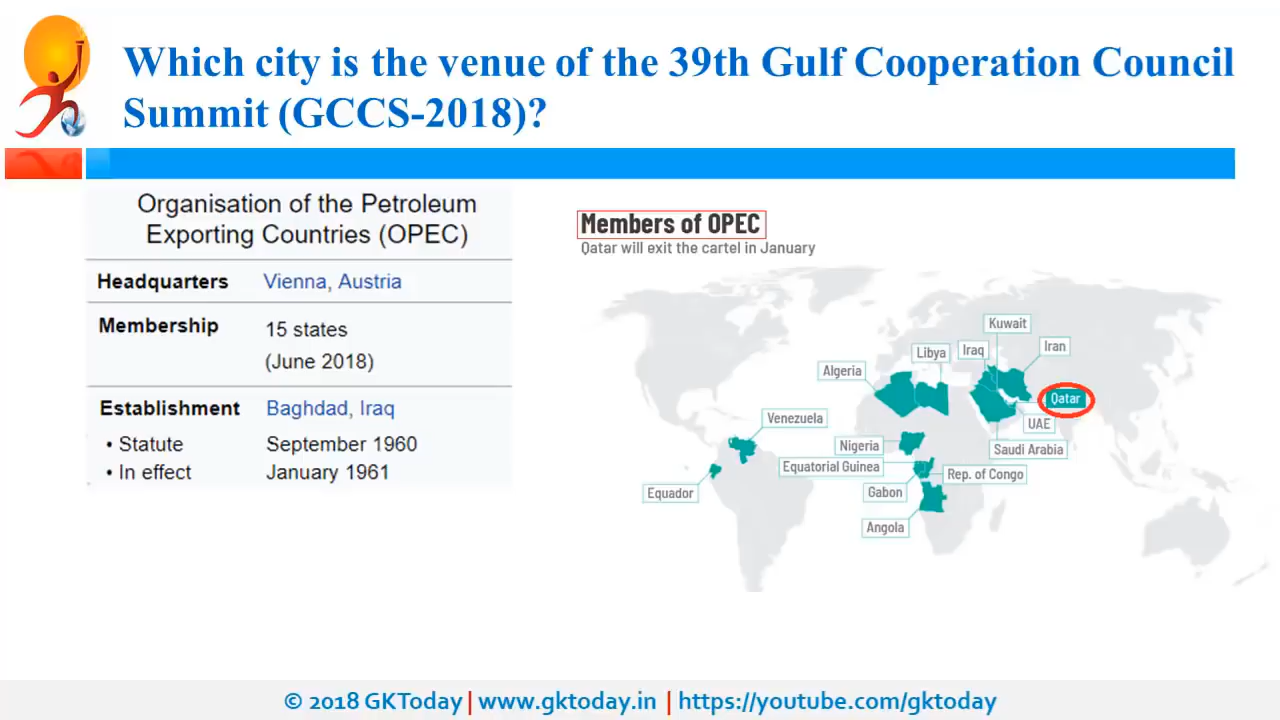 Which city is the venue of the 39th Gulf Cooperation Council
Summit (GCCS-2018)?
Organisation of the Petroleum
Exporting Countries (OPEC)
Headquarters Vienna, Austria
Membership 15 states
(June 2018)
Establishment Baghdad, Iraq
• Statute September 1960
• In effect January 1961
Members of OPEC
Qatar will exit the cartel in January
Kuwait
Libya
Iraq
Iran
Algeria
Qatar
Venezuela
UAE
Nigeria
Saudi Arabia
Equatorial Guinea
Rep. of Congo
Gabon
Equador
Angola
© 2018 GKToday | www.gktoday.in | https://youtube.com/gktoday